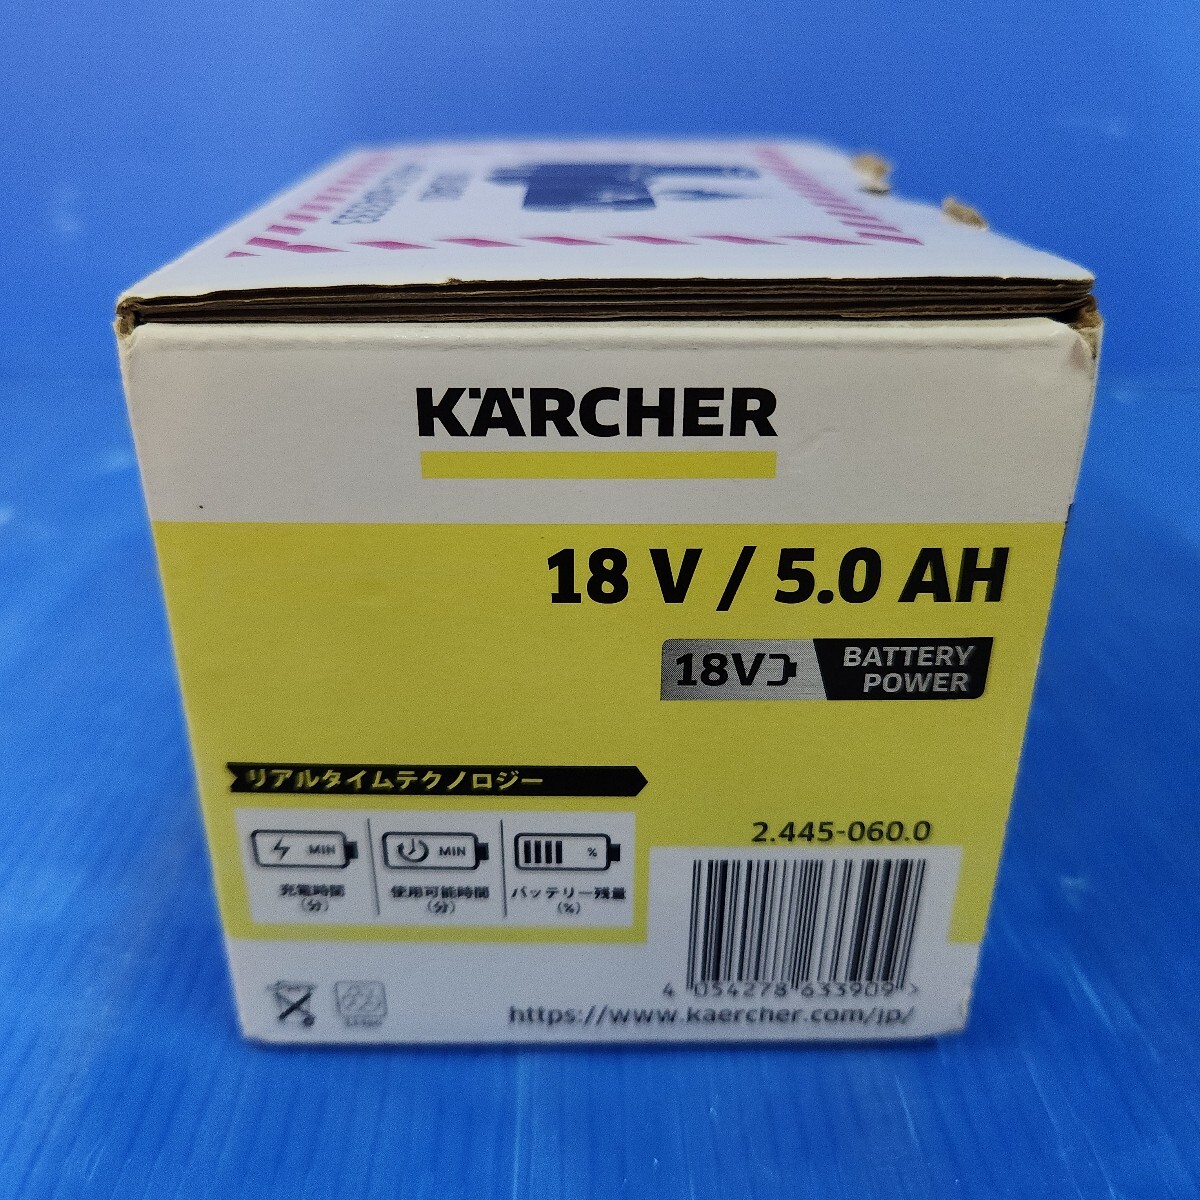 KÄRCHER
18 V / 5.0 AH
18V BATTERY
POWER
リアルタイムテクノロジー
MIN
MIN
%
充電時間
(分)
使用可能時間
(分)
バッテリー残量
(%)
2.445-060.0
4 054278 633909 >
https://www.kaercher.com/jp/